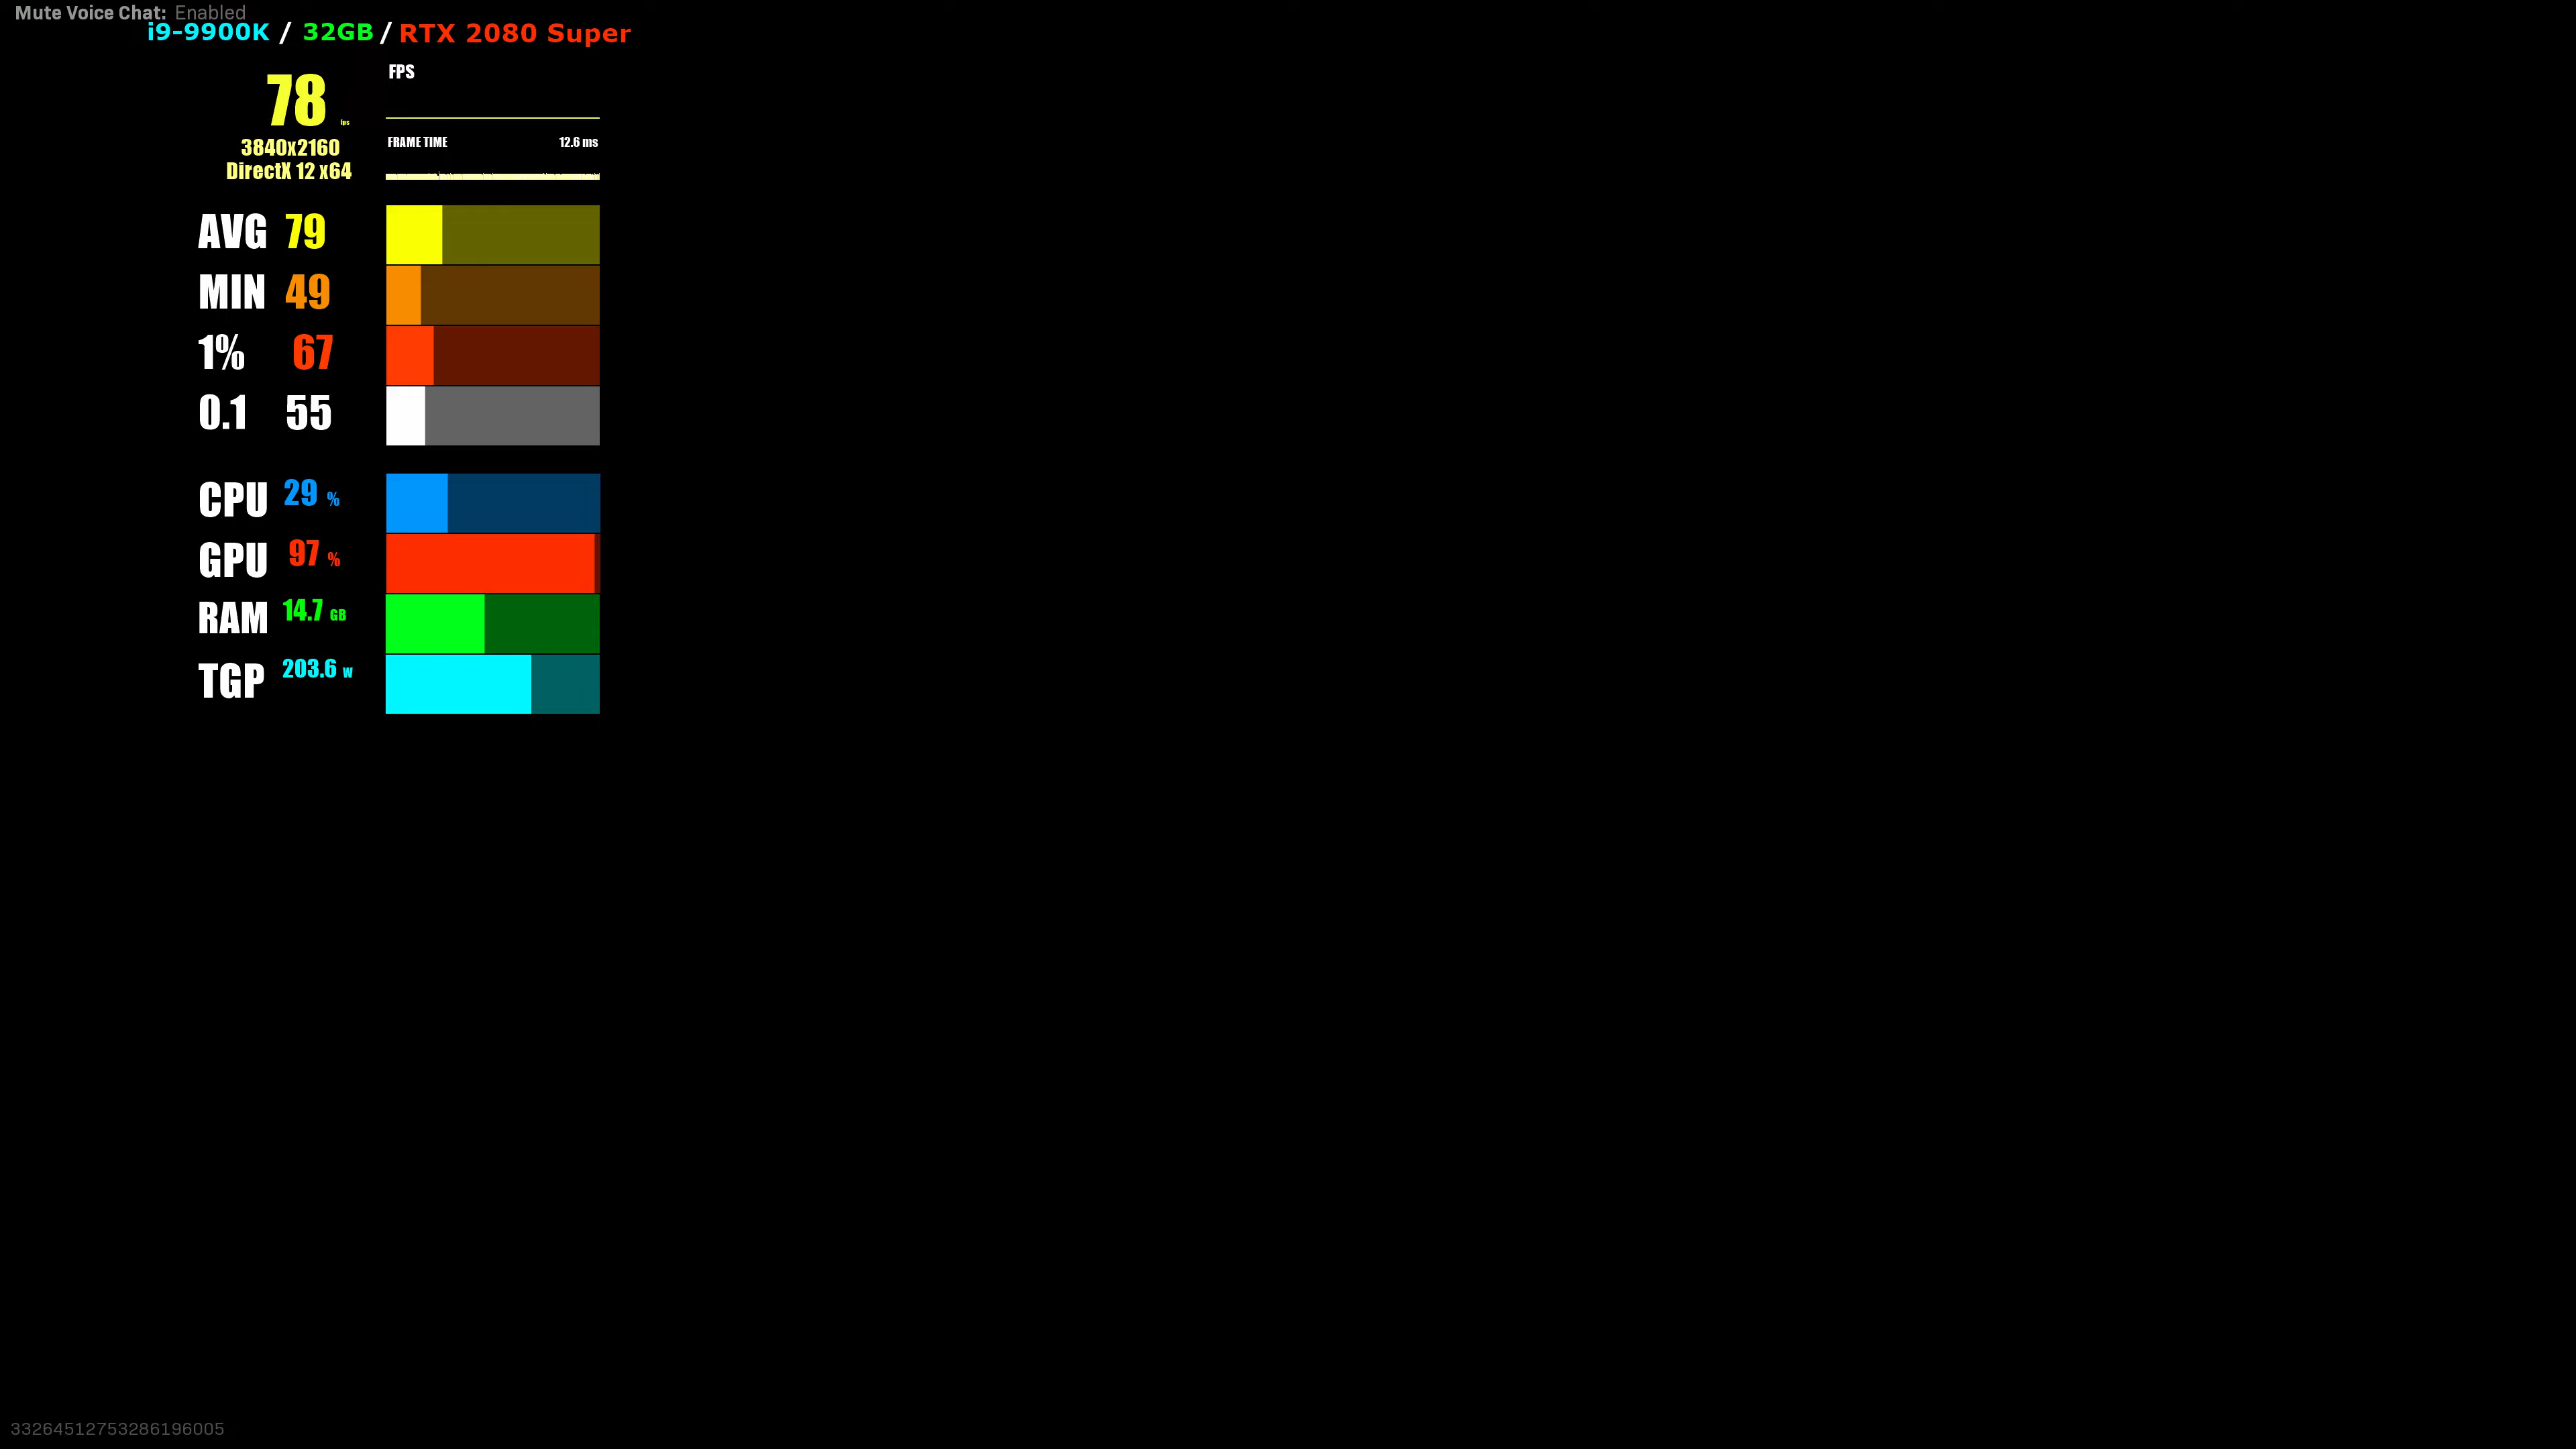 Mute Voice Chat: Enabled
i9-9900K / 32GB / RTX 2080 Super
FPS
78 fps
3840x2160
DirectX 12 x64
FRAME TIME 12.6 ms
AVG 79
MIN 49
1% 67
0.1 55
CPU 29 %
GPU 97 %
RAM 14.7 GB
TGP 203.6 W
33264512753286196005